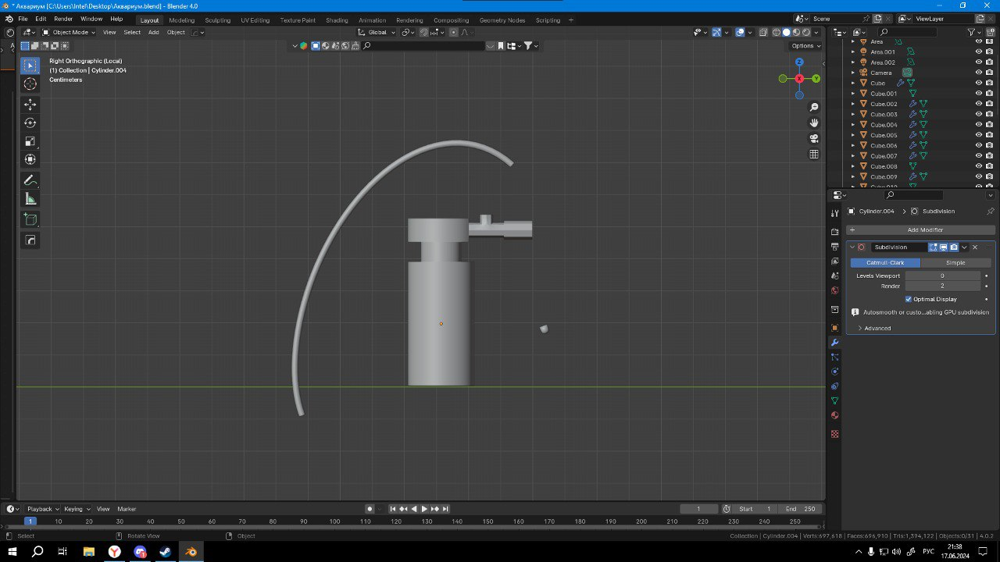 * Аквариум [C:\Users\Intel\Desktop\Аквариум.blend] - Blender 4.0
File Edit Render Window Help Layout Modeling Sculpting UV Editing Texture Paint Shading Animation Rendering Compositing Geometry Nodes Scripting + Scene ViewLayer
Object Mode View Select Add Object Global
Options
Right Orthographic (Local)
(1) Collection | Cylinder.004
Centimeters
Z
X
Y
Area
Area.001
Area.002
Camera
Cube
Cube.001
Cube.002
Cube.003
Cube.004
Cube.005
Cube.006
Cube.007
Cube.008
Cube.009
Cube.010
Cylinder.004 > Subdivision
+ Add Modifier
Subdivision
Catmull-Clark Simple
Levels Viewport 0
Render 2
Optimal Display
Autosmooth or custo...abling GPU subdivision
Advanced
Playback Keying View Marker 1 Start 1 End 250
1 10 20 30 40 50 60 70 80 90 100 110 120 130 140 150 160 170 180 190 200 210 220 230 240 250
Select Rotate View Object Collection | Cylinder.004 | Verts:697,618 | Faces:696,910 | Tris:1,394,122 | Objects:0/31 | 4.0.2
РУС
21:38
17.06.2024